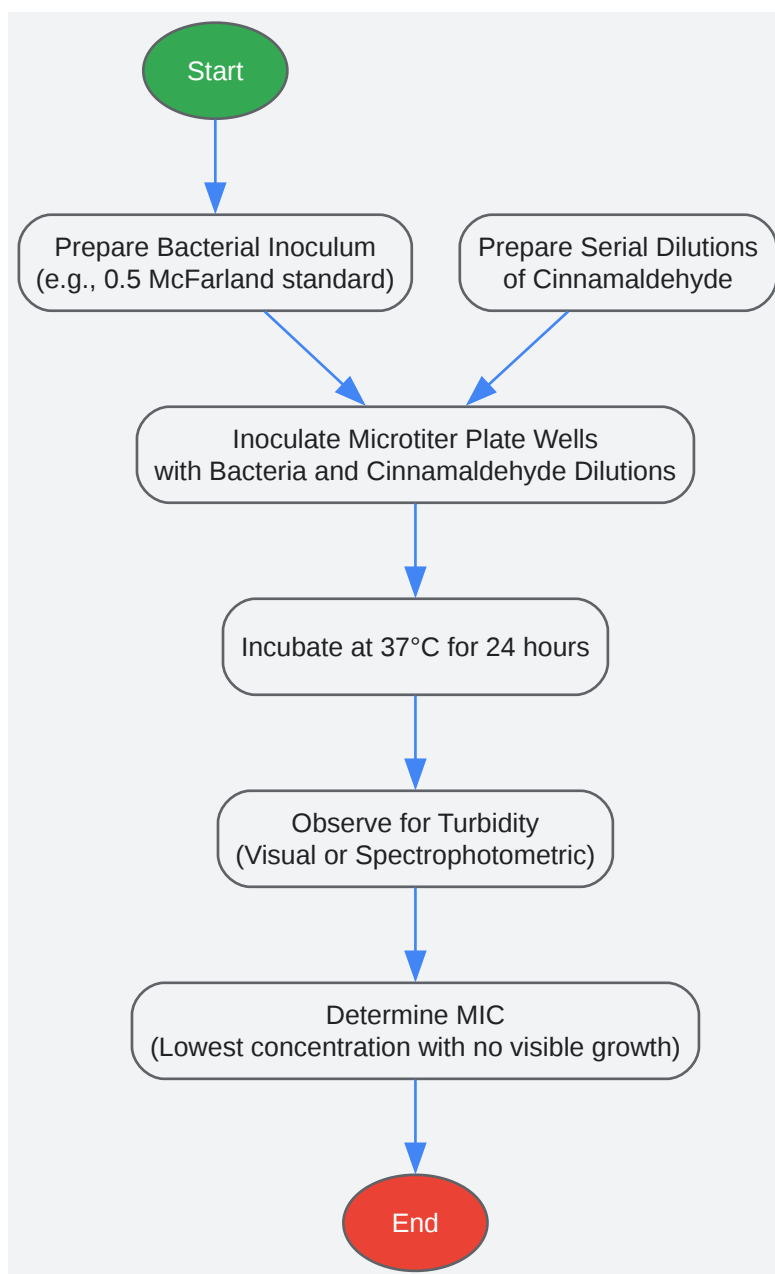 Start
Prepare Bacterial Inoculum
(e.g., 0.5 McFarland standard)
Prepare Serial Dilutions
of Cinnamaldehyde
Inoculate Microtiter Plate Wells
with Bacteria and Cinnamaldehyde Dilutions
Incubate at 37°C for 24 hours
Observe for Turbidity
(Visual or Spectrophotometric)
Determine MIC
(Lowest concentration with no visible growth)
End